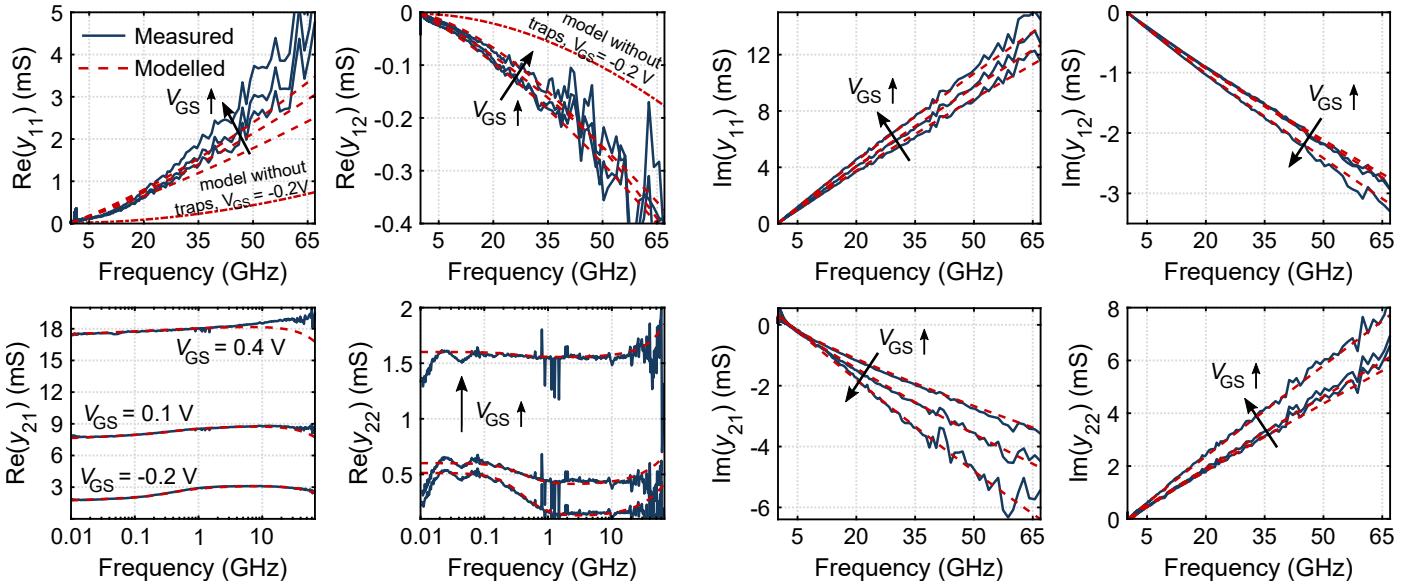 Re(y11) (mS)
5
4
3
2
1
0
Measured
Modelled
VGS
model without
traps, VGS = -0.2V
5 20 35 50 65
Frequency (GHz)
Re(y12) (mS)
0
-0.1
-0.2
-0.3
-0.4
model without
traps, VGS = -0.2 V
VGS
5 20 35 50 65
Frequency (GHz)
Im(y11) (mS)
12
8
4
0
VGS
5 20 35 50 65
Frequency (GHz)
Im(y12) (mS)
0
-1
-2
-3
VGS
5 20 35 50 65
Frequency (GHz)
Re(y21) (mS)
18
15
12
9
6
3
VGS = 0.4 V
VGS = 0.1 V
VGS = -0.2 V
0.01 0.1 1 10
Frequency (GHz)
Re(y22) (mS)
2
1.5
1
0.5
VGS
0.01 0.1 1 10
Frequency (GHz)
Im(y21) (mS)
0
-2
-4
-6
VGS
5 20 35 50 65
Frequency (GHz)
Im(y22) (mS)
8
6
4
2
0
VGS
5 20 35 50 65
Frequency (GHz)